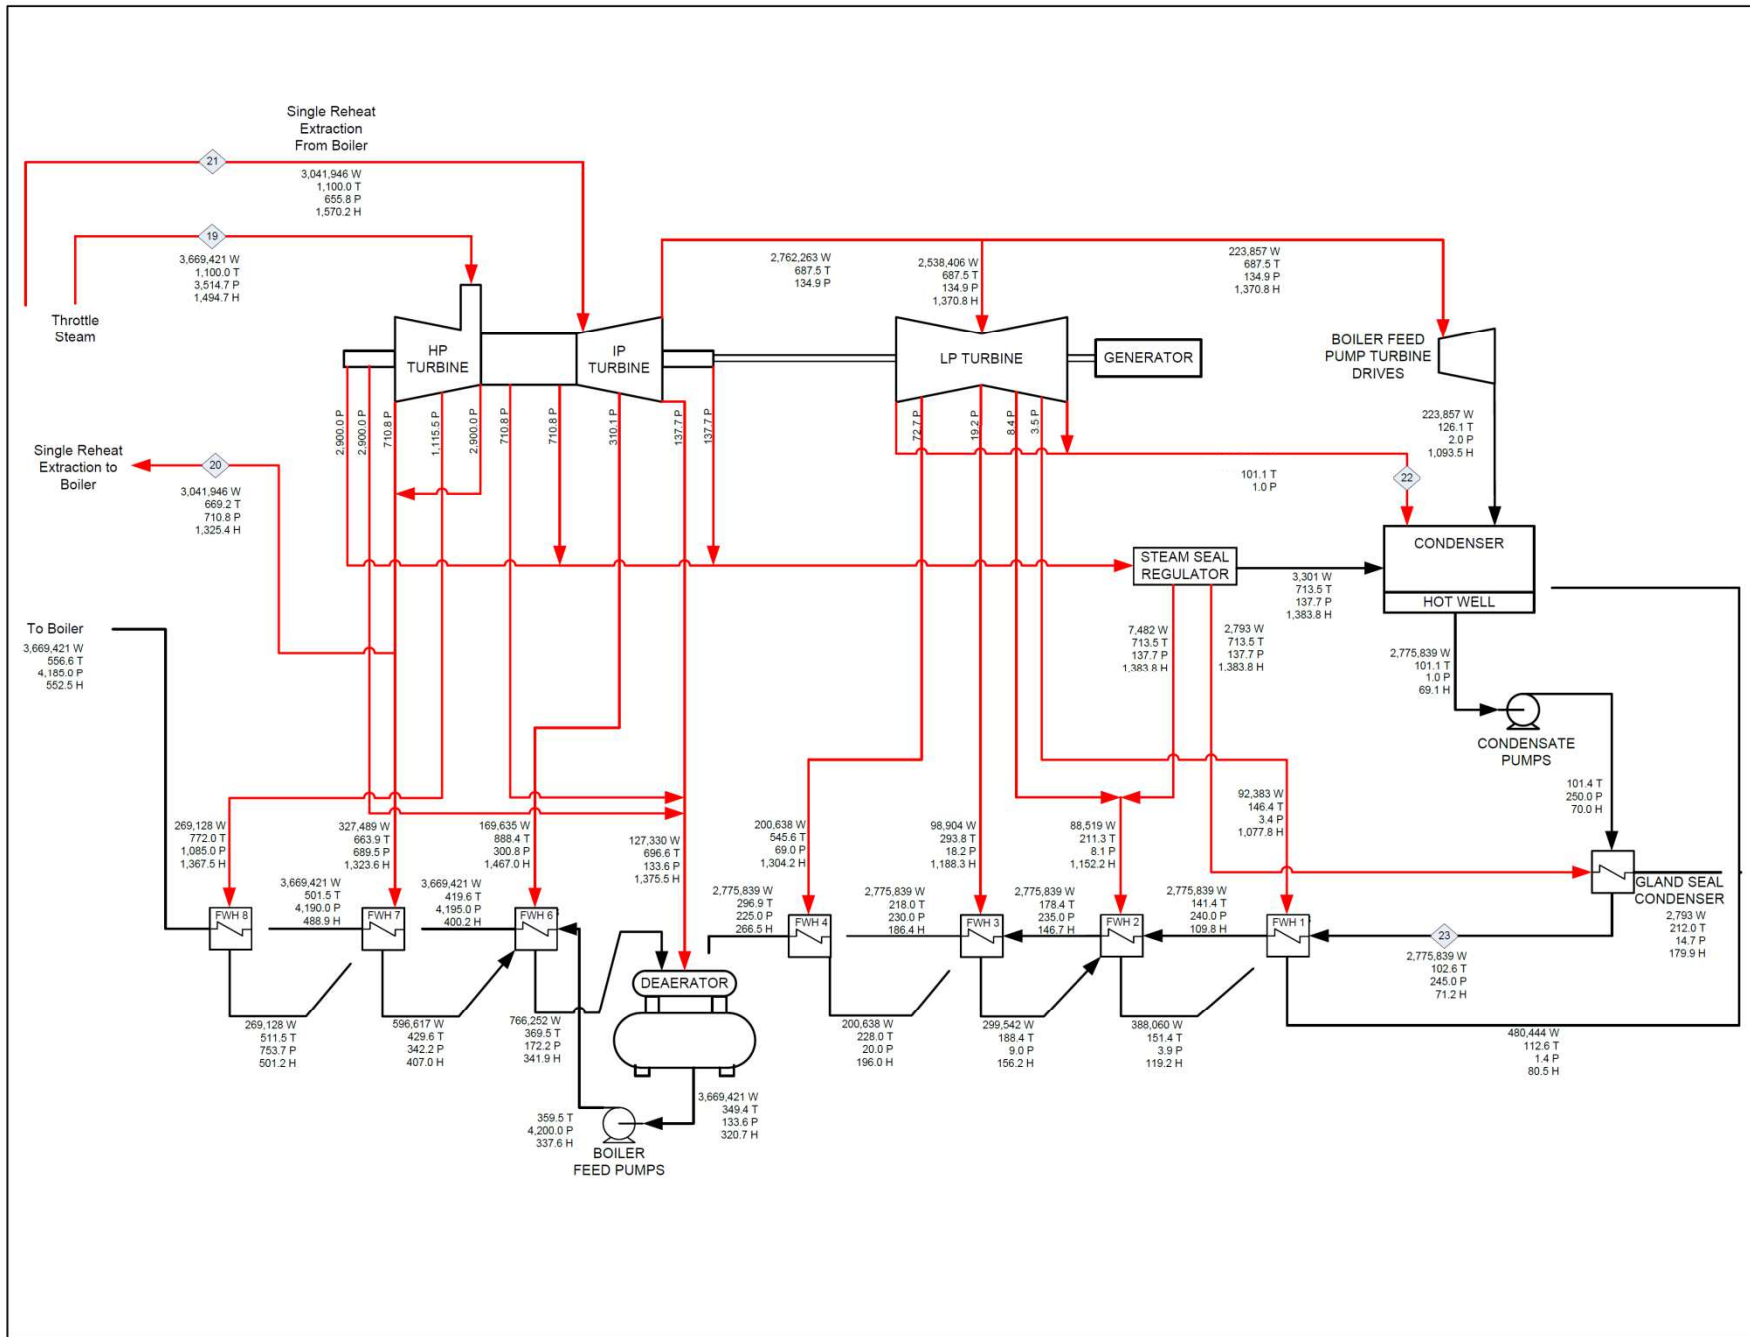 Single Reheat
Extraction
From Boiler
21
3,041,946 W
1,100.0 T
655.8 P
1,570.2 H
19
3,669,421 W
1,100.0 T
3,514.7 P
1,494.7 H
Throttle
Steam
2,762,263 W
687.5 T
134.9 P
2,538,406 W
687.5 T
134.9 P
1,370.8 H
223,857 W
687.5 T
134.9 P
1,370.8 H
HP
TURBINE
IP
TURBINE
LP TURBINE
GENERATOR
BOILER FEED
PUMP TURBINE
DRIVES
2,900.0 P
2,900.0 P
710.8 P
1,115.5 P
2,900.0 P
710.8 P
710.8 P
310.1 P
137.7 P
137.7 P
72.7 P
19.2 P
8.4 P
3.5 P
223,857 W
126.1 T
2.0 P
1,093.5 H
Single Reheat
Extraction to
Boiler
20
3,041,946 W
669.2 T
710.8 P
1,325.4 H
101.1 T
1.0 P
22
CONDENSER
HOT WELL
STEAM SEAL
REGULATOR
3,301 W
713.5 T
137.7 P
1,383.8 H
7,482 W
713.5 T
137.7 P
1,383.8 H
2,793 W
713.5 T
137.7 P
1,383.8 H
To Boiler
3,669,421 W
556.6 T
4,185.0 P
552.5 H
2,775,839 W
101.1 T
1.0 P
69.1 H
CONDENSATE
PUMPS
101.4 T
250.0 P
70.0 H
269,128 W
772.0 T
1,085.0 P
1,367.5 H
327,489 W
663.9 T
689.5 P
1,323.6 H
169,635 W
888.4 T
300.8 P
1,467.0 H
127,330 W
696.6 T
133.6 P
1,375.5 H
200,638 W
545.6 T
69.0 P
1,304.2 H
98,904 W
293.8 T
18.2 P
1,188.3 H
88,519 W
211.3 T
8.1 P
1,152.2 H
92,383 W
146.4 T
3.4 P
1,077.8 H
GLAND SEAL
CONDENSER
2,793 W
212.0 T
14.7 P
179.9 H
3,669,421 W
501.5 T
4,190.0 P
488.9 H
3,669,421 W
419.6 T
4,195.0 P
400.2 H
2,775,839 W
296.9 T
225.0 P
266.5 H
2,775,839 W
218.0 T
230.0 P
186.4 H
2,775,839 W
178.4 T
235.0 P
146.7 H
2,775,839 W
141.4 T
240.0 P
109.8 H
FWH 8
FWH 7
FWH 6
FWH 4
FWH 3
FWH 2
FWH 1
23
2,775,839 W
102.6 T
245.0 P
71.2 H
DEAERATOR
269,128 W
511.5 T
753.7 P
501.2 H
596,617 W
429.6 T
342.2 P
407.0 H
766,252 W
369.5 T
172.2 P
341.9 H
200,638 W
228.0 T
20.0 P
196.0 H
299,542 W
188.4 T
9.0 P
156.2 H
388,060 W
151.4 T
3.9 P
119.2 H
480,444 W
112.6 T
1.4 P
80.5 H
359.5 T
4,200.0 P
337.6 H
3,669,421 W
349.4 T
133.6 P
320.7 H
BOILER
FEED PUMPS